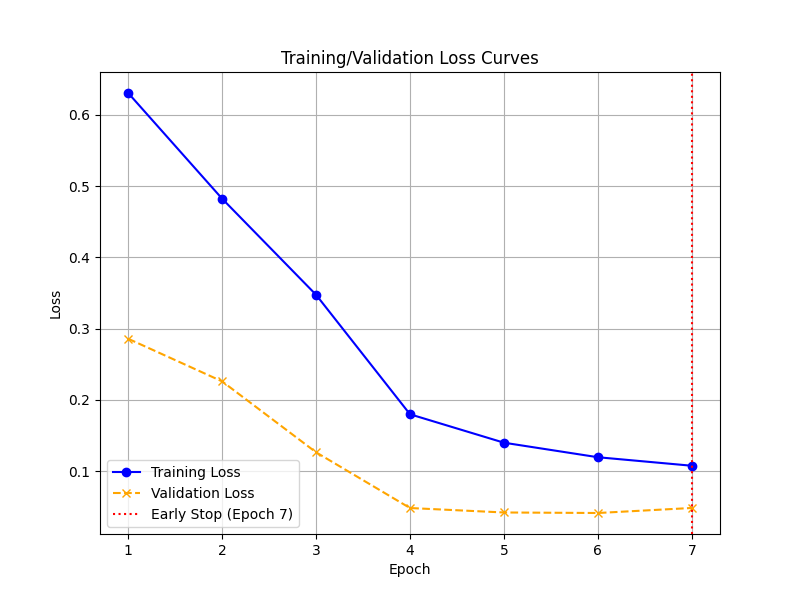 Training/Validation Loss Curves
0.6
0.5
0.4
0.3
0.2
0.1
Loss
Training Loss
Validation Loss
Early Stop (Epoch 7)
1 2 3 4 5 6 7
Epoch